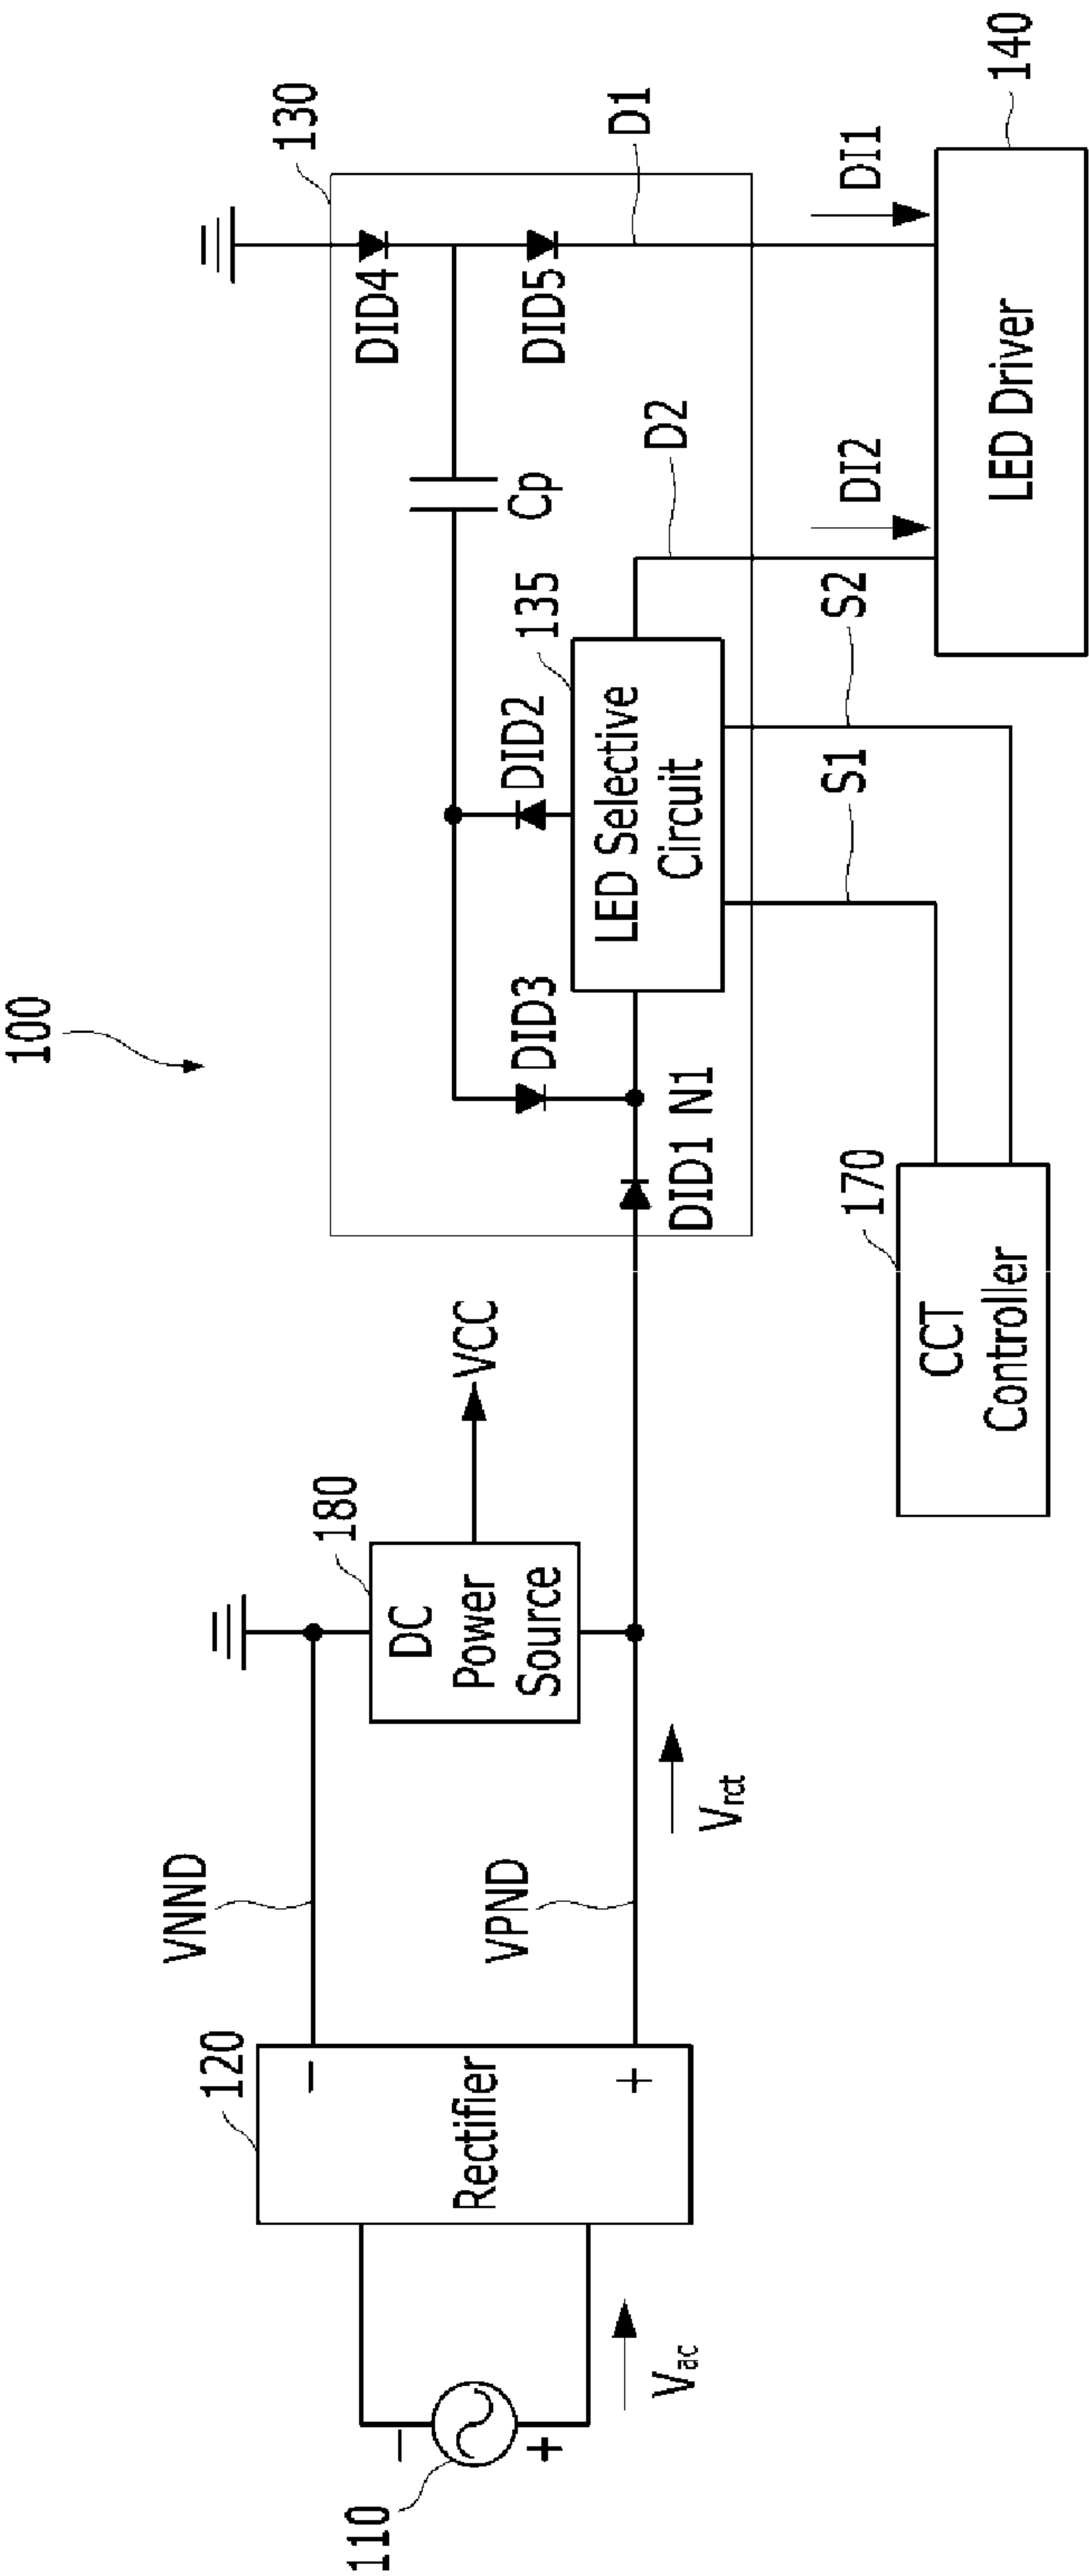 100
130
DID4
DID5
D1
Cp
DID2
DID3
135
LED Selective
Circuit
D2
DID1
N1
VCC
180
DC
Power
Source
VNND
VPND
Vrct
120
Rectifier
−
+
110
−
+
Vac
S1
S2
DI2
DI1
170
CCT
Controller
140
LED Driver